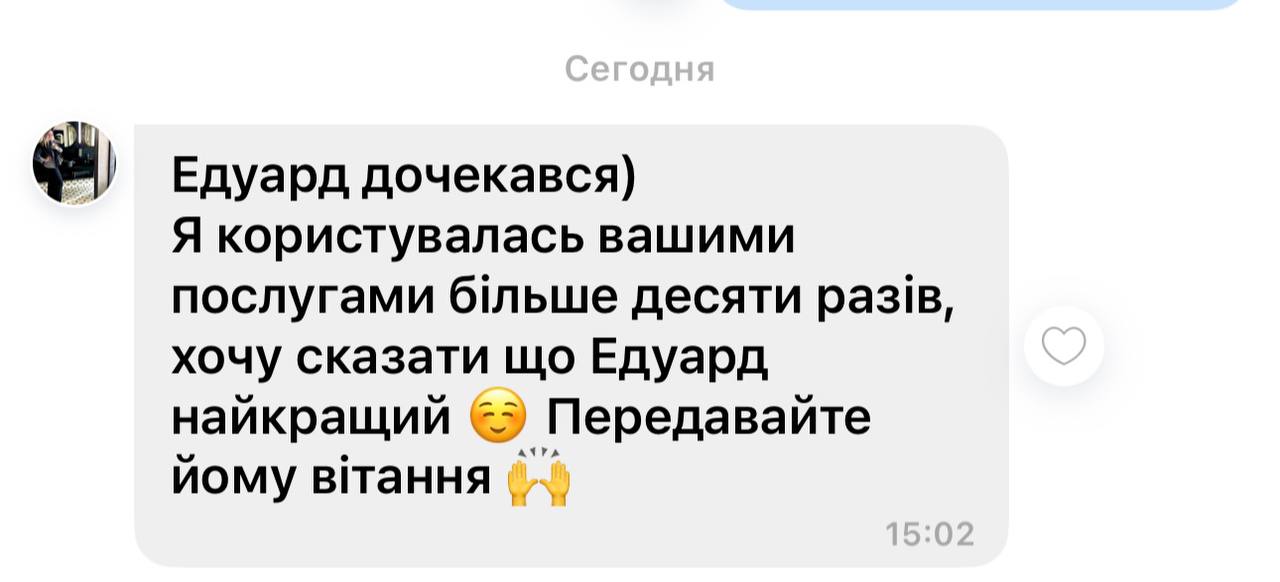 Сегодня
Едуард дочекався)
Я користувалась вашими
послугами більше десяти разів,
хочу сказати що Едуард
найкращий ☺️ Передавайте
йому вітання 🙌
15:02